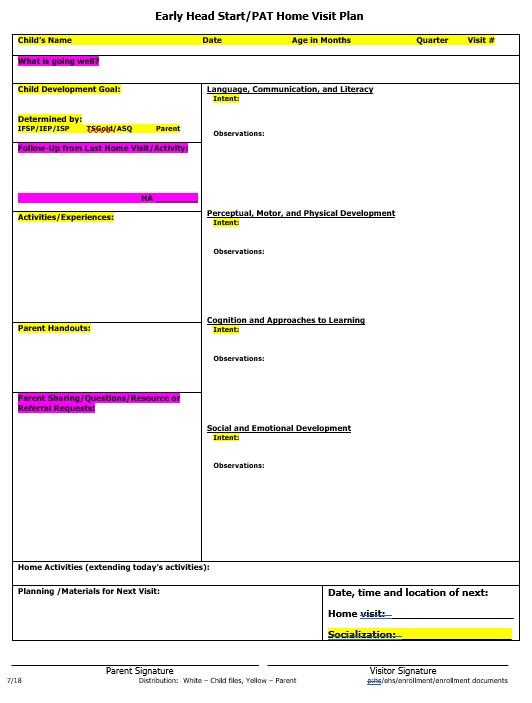 Early Head Start/PAT Home Visit Plan
Child's Name Date Age in Months Quarter Visit #
What is going well?
Child Development Goal:
Determined by:
IFSP/IEP/ISP TSGold/ASQ Parent
Follow-Up from Last Home Visit/Activity:
HA ________
Activities/Experiences:
Parent Handouts:
Parent Sharing/Questions/Resource or
Referral Requests:
Language, Communication, and Literacy
Intent:
Observations:
Perceptual, Motor, and Physical Development
Intent:
Observations:
Cognition and Approaches to Learning
Intent:
Observations:
Social and Emotional Development
Intent:
Observations:
Home Activities (extending today's activities):
Planning /Materials for Next Visit:
Date, time and location of next:
Home visit:
Socialization:
Parent Signature Visitor Signature
7/18 Distribution: White – Child files, Yellow – Parent /ehs/enrollment/enrollment documents